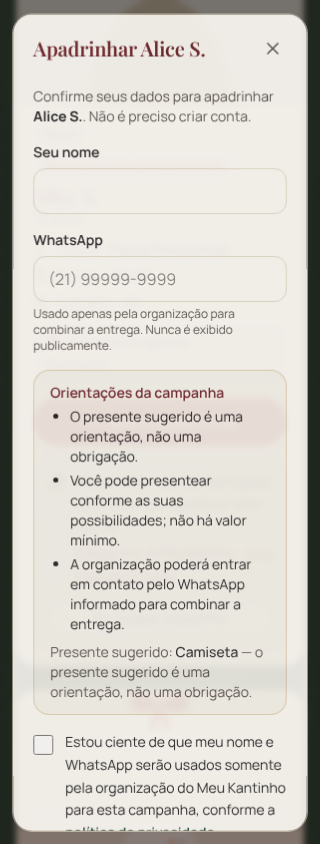 Apadrinhar Alice S.
Confirme seus dados para apadrinhar
Alice S.. Não é preciso criar conta.
Seu nome
WhatsApp
(21) 99999-9999
Usado apenas pela organização para
combinar a entrega. Nunca é exibido
publicamente.
Orientações da campanha
• O presente sugerido é uma
orientação, não uma
obrigação.
• Você pode presentear
conforme as suas
possibilidades; não há valor
mínimo.
• A organização poderá entrar
em contato pelo WhatsApp
informado para combinar a
entrega.
Presente sugerido: Camiseta — o
presente sugerido é uma
orientação, não uma obrigação.
Estou ciente de que meu nome e
WhatsApp serão usados somente
pela organização do Meu Kantinho
para esta campanha, conforme a
política de privacidade.